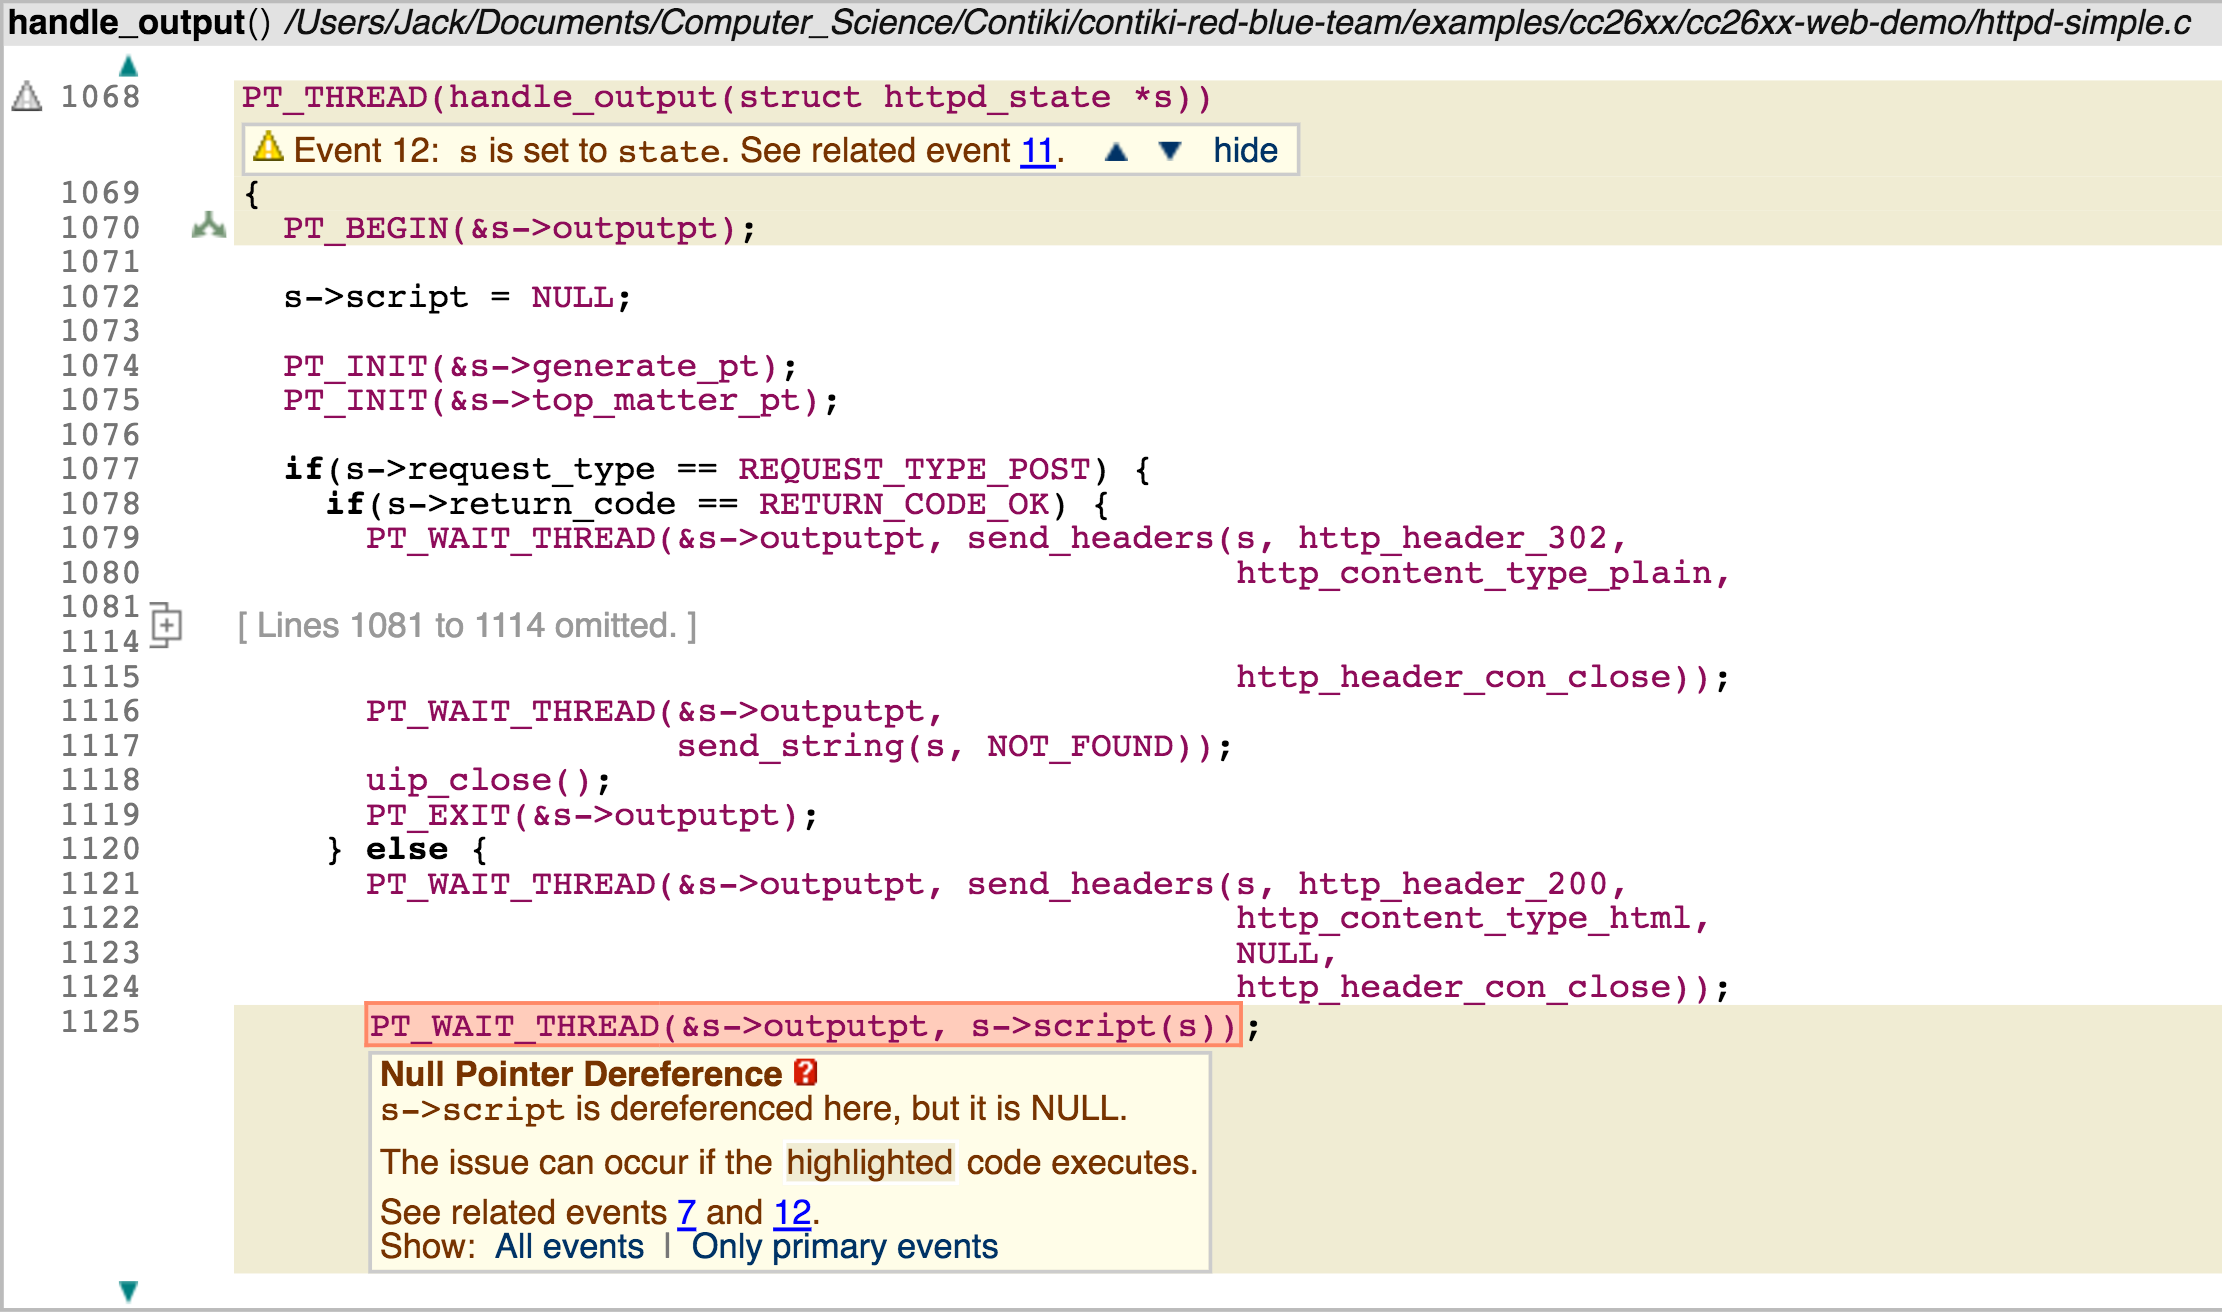 handle_output() /Users/Jack/Documents/Computer_Science/Contiki/contiki-red-blue-team/examples/cc26xx/cc26xx-web-demo/httpd-simple.c
1068 PT_THREAD(handle_output(struct httpd_state *s))
Event 12: s is set to state. See related event 11. ▲ ▼ hide
1069 {
1070 PT_BEGIN(&s->outputpt);
1071
1072 s->script = NULL;
1073
1074 PT_INIT(&s->generate_pt);
1075 PT_INIT(&s->top_matter_pt);
1076
1077 if(s->request_type == REQUEST_TYPE_POST) {
1078 if(s->return_code == RETURN_CODE_OK) {
1079 PT_WAIT_THREAD(&s->outputpt, send_headers(s, http_header_302,
1080 http_content_type_plain,
1081
[ Lines 1081 to 1114 omitted. ]
1114
1115 http_header_con_close));
1116 PT_WAIT_THREAD(&s->outputpt,
1117 send_string(s, NOT_FOUND));
1118 uip_close();
1119 PT_EXIT(&s->outputpt);
1120 } else {
1121 PT_WAIT_THREAD(&s->outputpt, send_headers(s, http_header_200,
1122 http_content_type_html,
1123 NULL,
1124 http_header_con_close));
1125 PT_WAIT_THREAD(&s->outputpt, s->script(s));
Null Pointer Dereference ?
s->script is dereferenced here, but it is NULL.
The issue can occur if the highlighted code executes.
See related events 7 and 12.
Show: All events | Only primary events